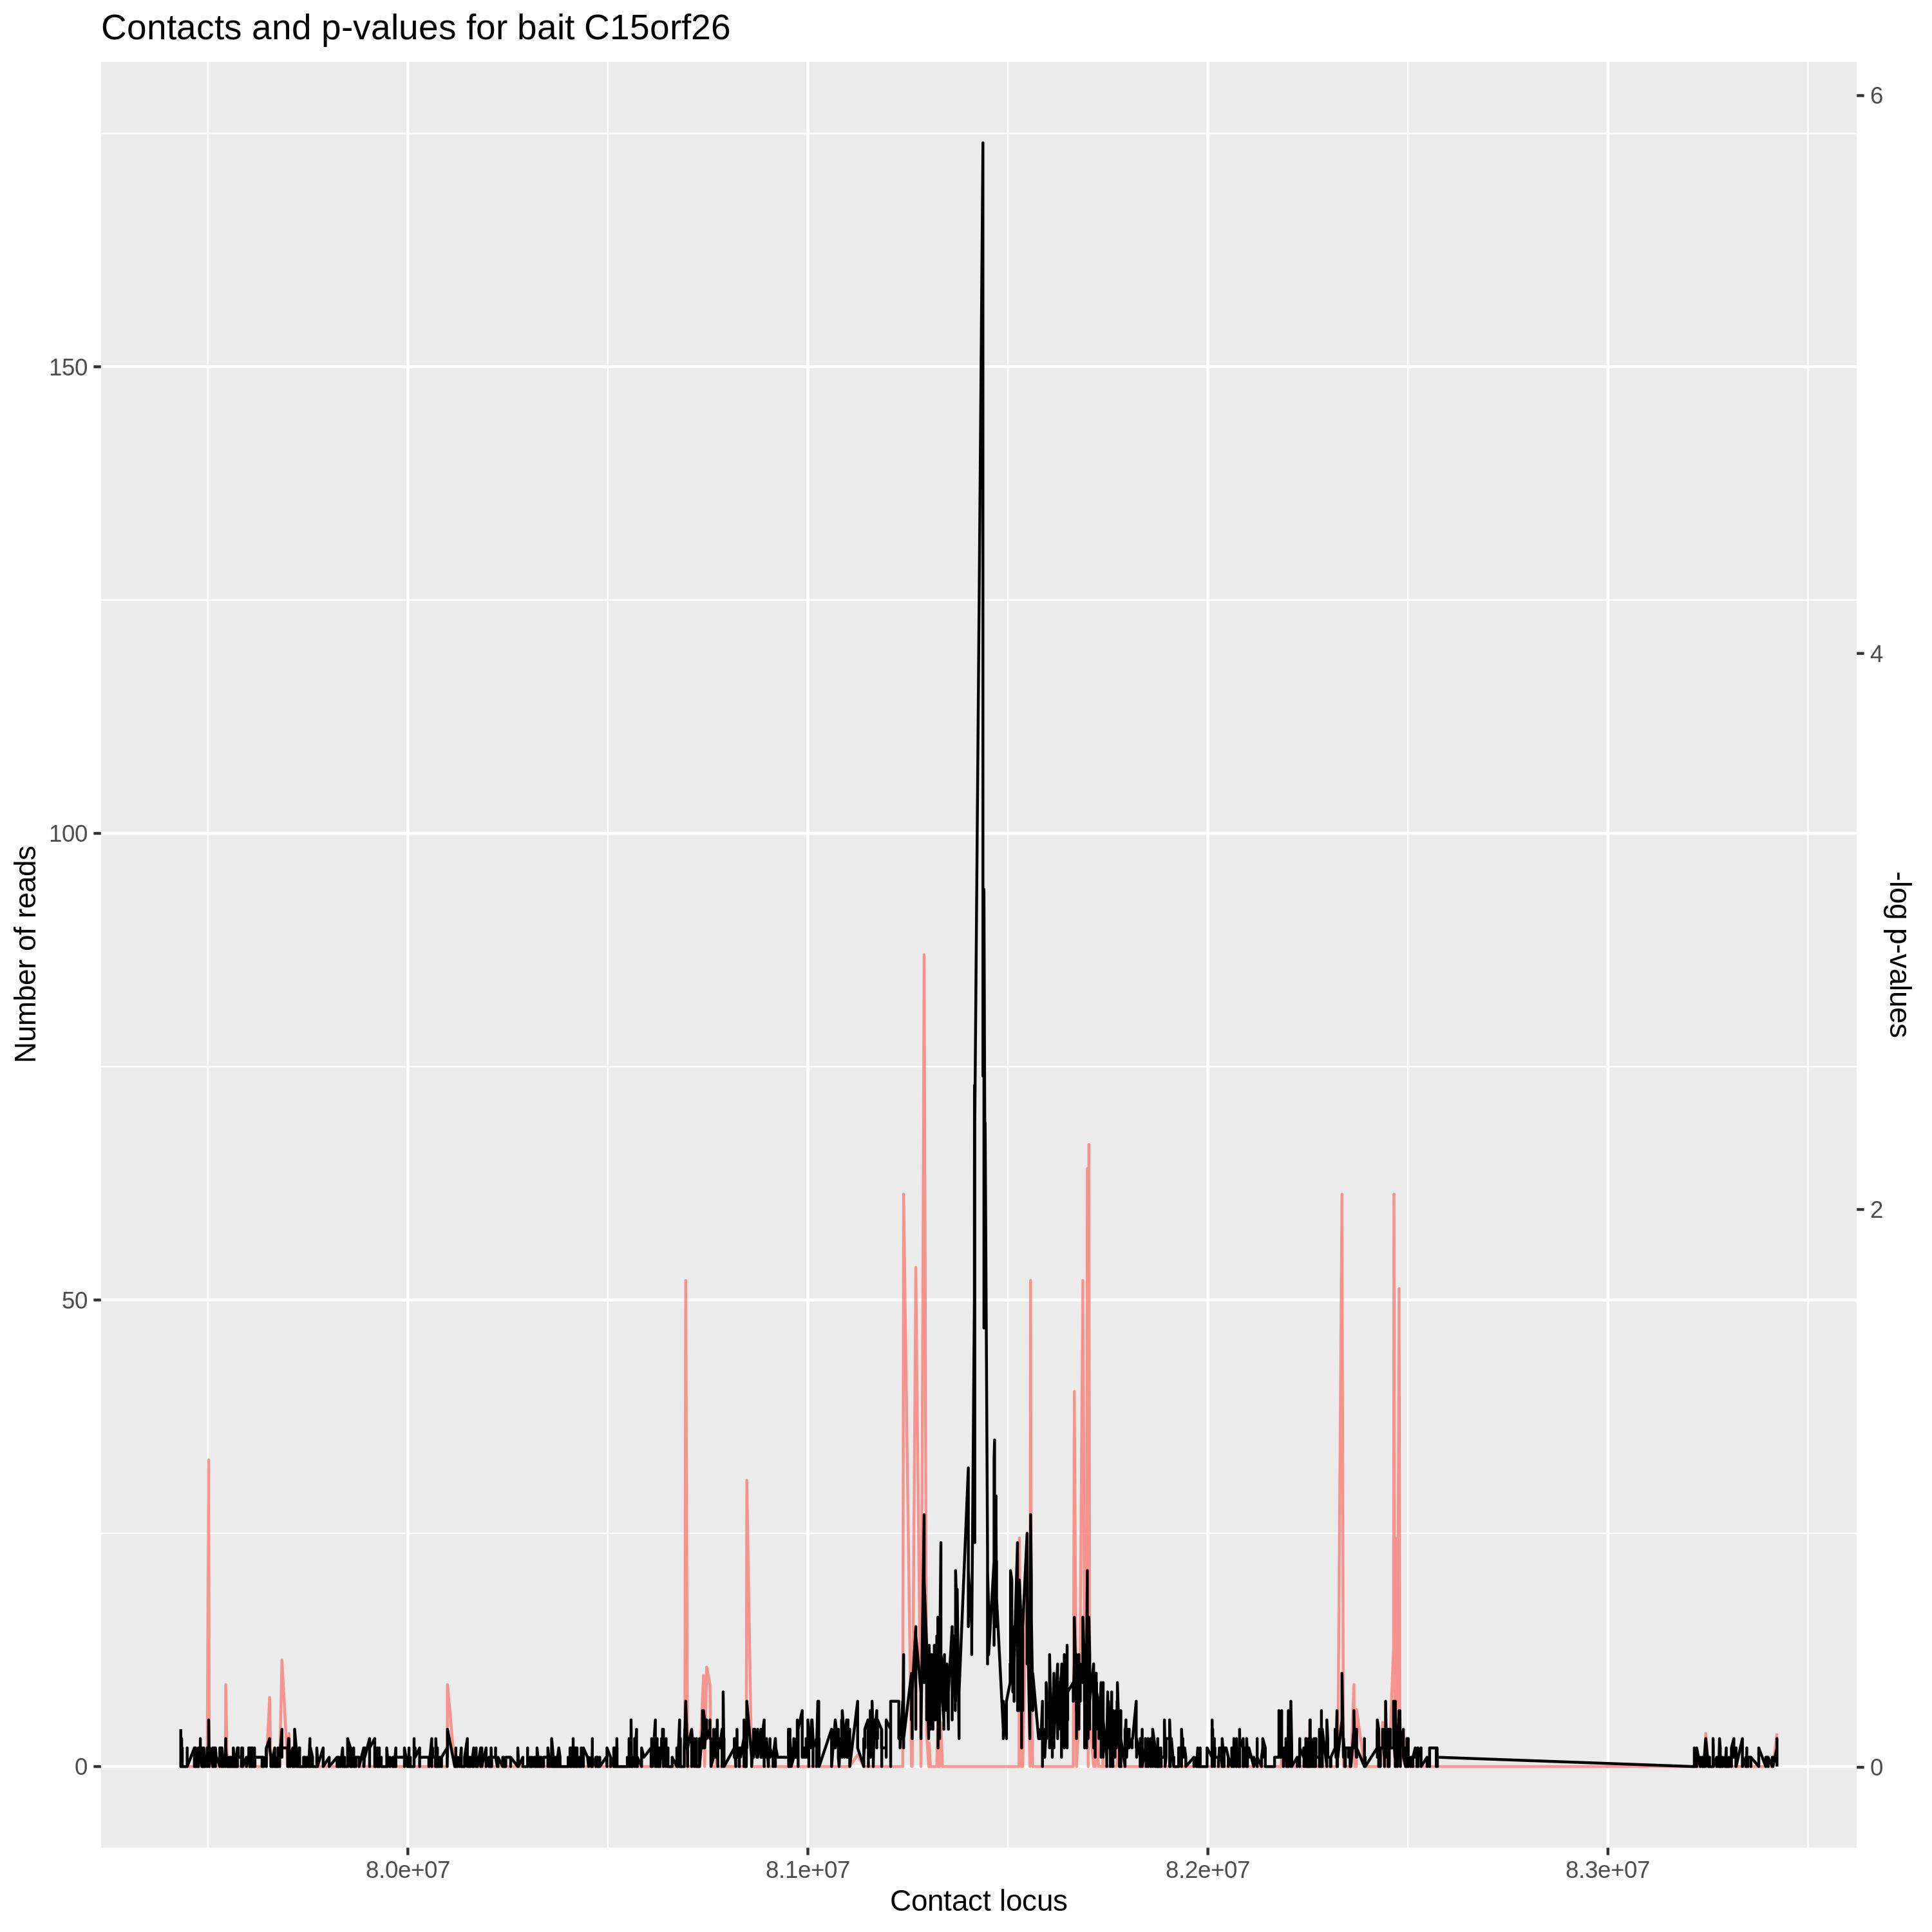 Contacts and p-values for bait C15orf26
150
100
50
0
Number of reads
6
4
2
0
-log p-values
8.0e+07 8.1e+07 8.2e+07 8.3e+07
Contact locus